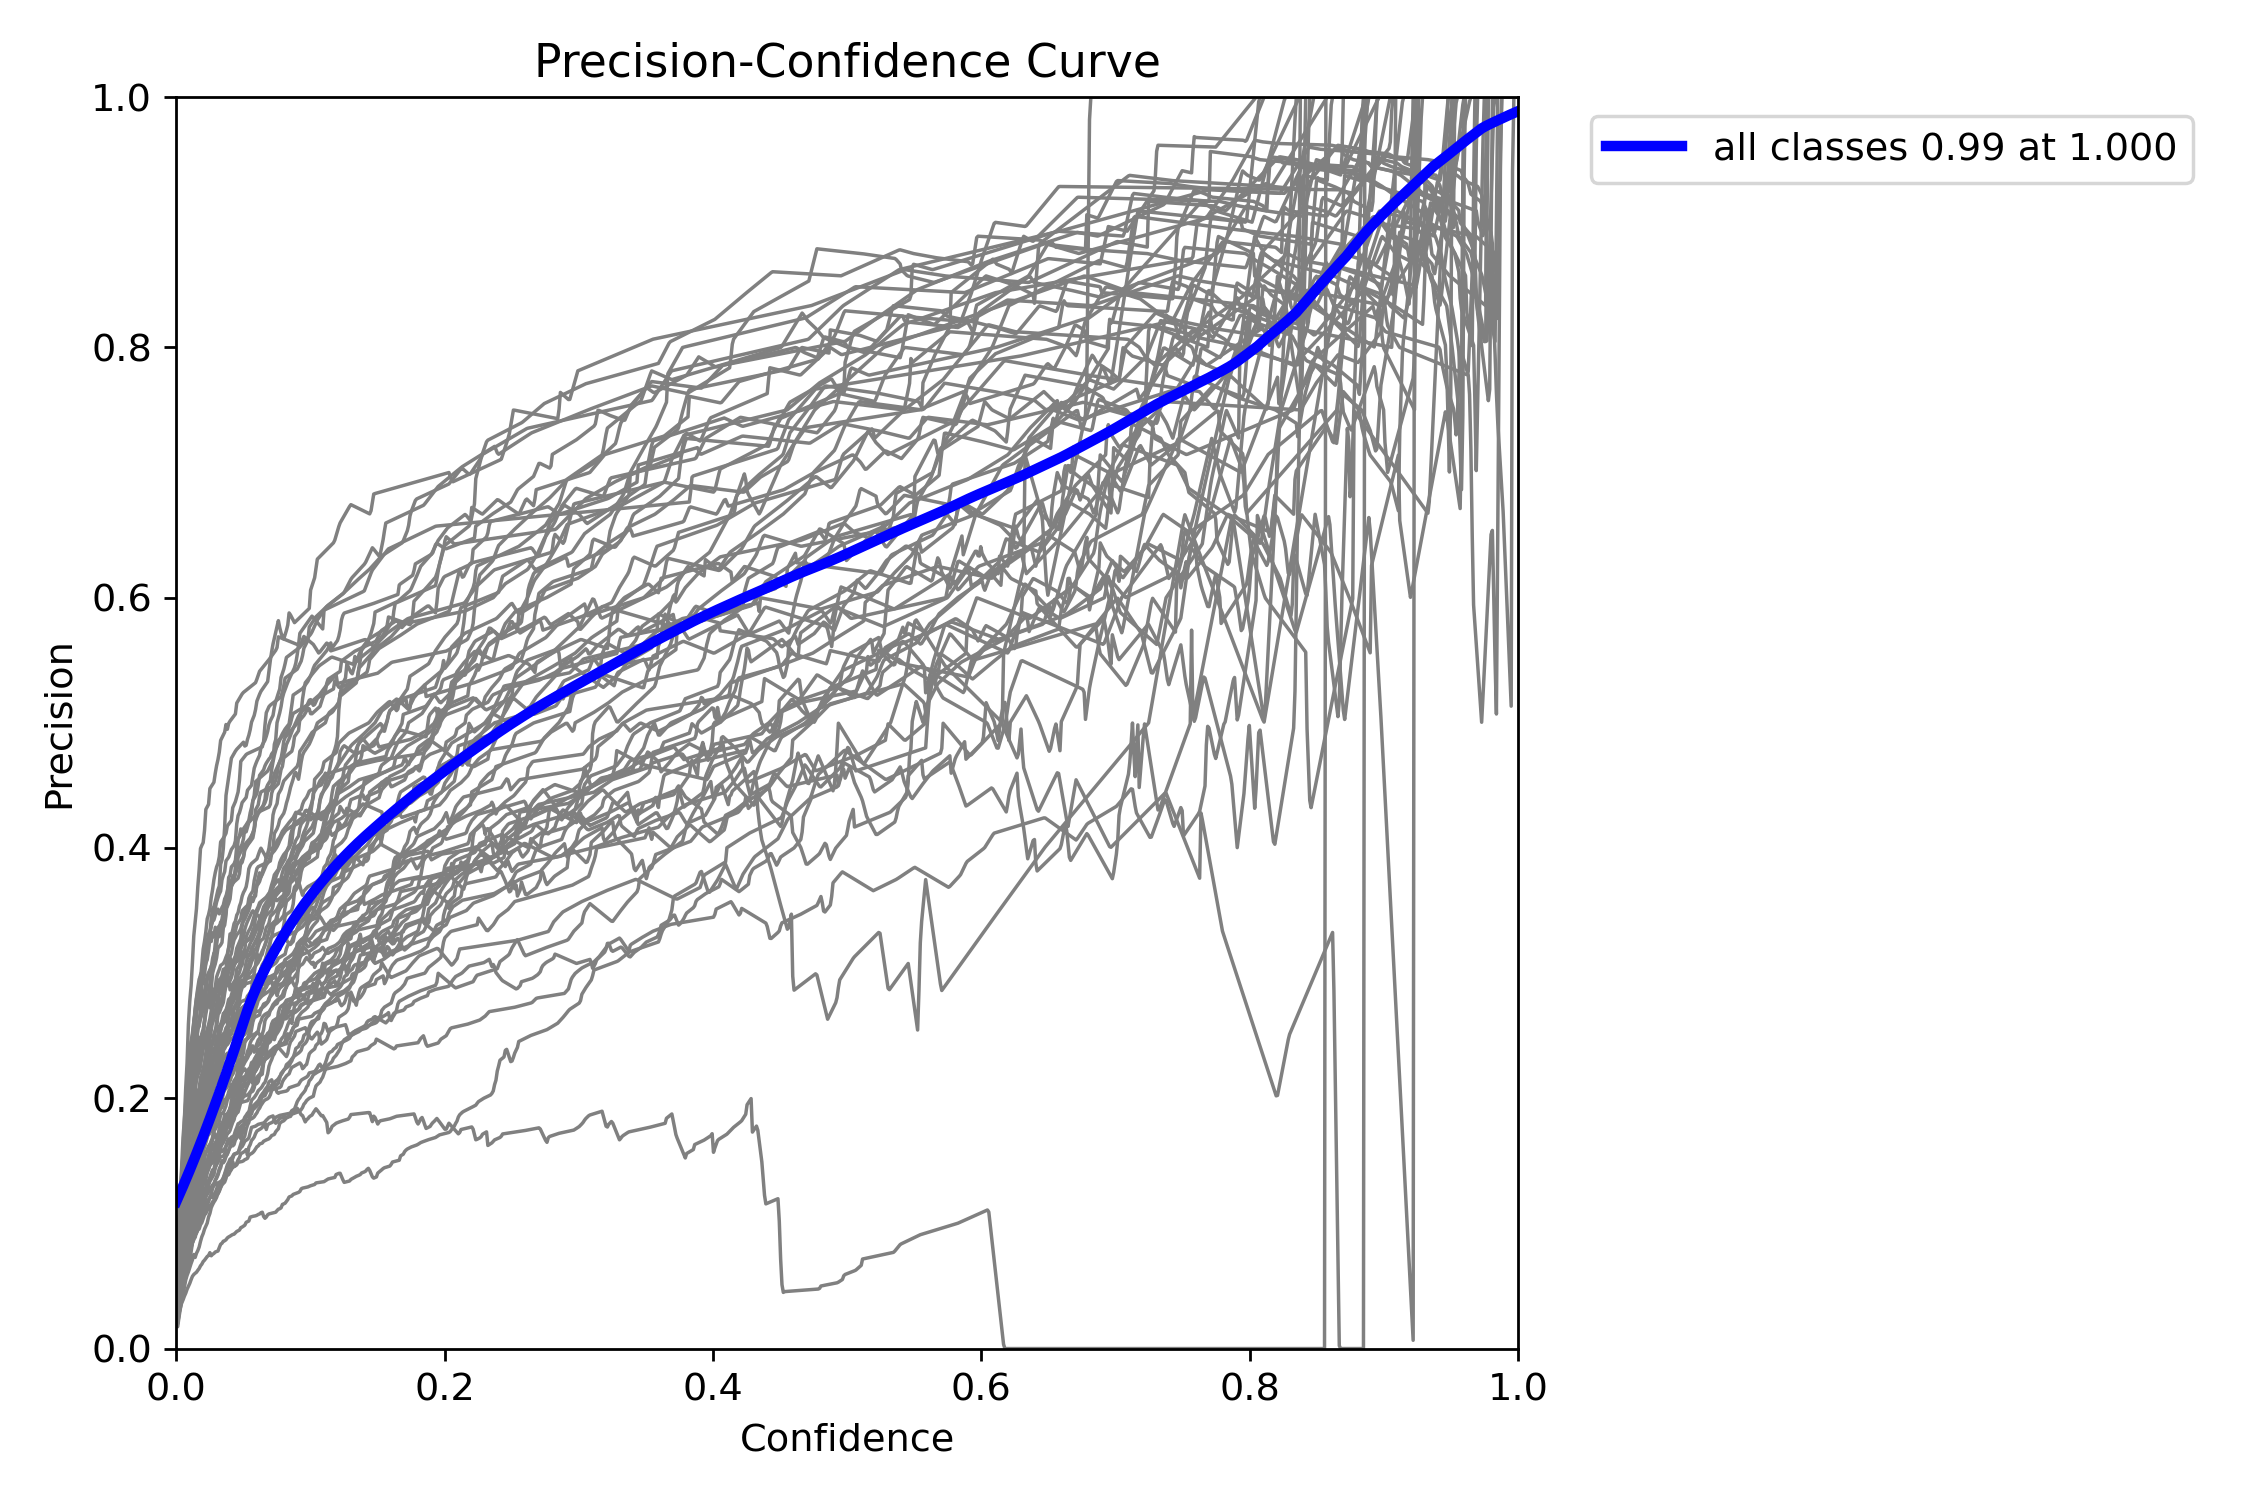 Precision-Confidence Curve
all classes 0.99 at 1.000
1.0
0.8
0.6
0.4
0.2
0.0
Precision
0.0 0.2 0.4 0.6 0.8 1.0
Confidence